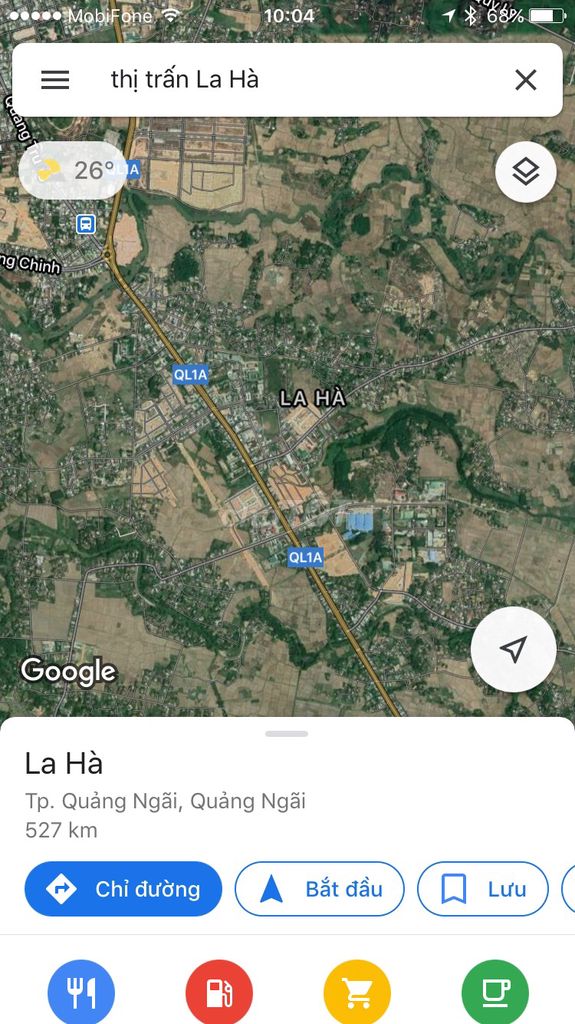 MobiFone 10:04 68%
thị trấn La Hà
26°
QL1A
ng Chinh
QL1A
LA HÀ
QL1A
Google
La Hà
Tp. Quảng Ngãi, Quảng Ngãi
527 km
Chỉ đường Bắt đầu Lưu